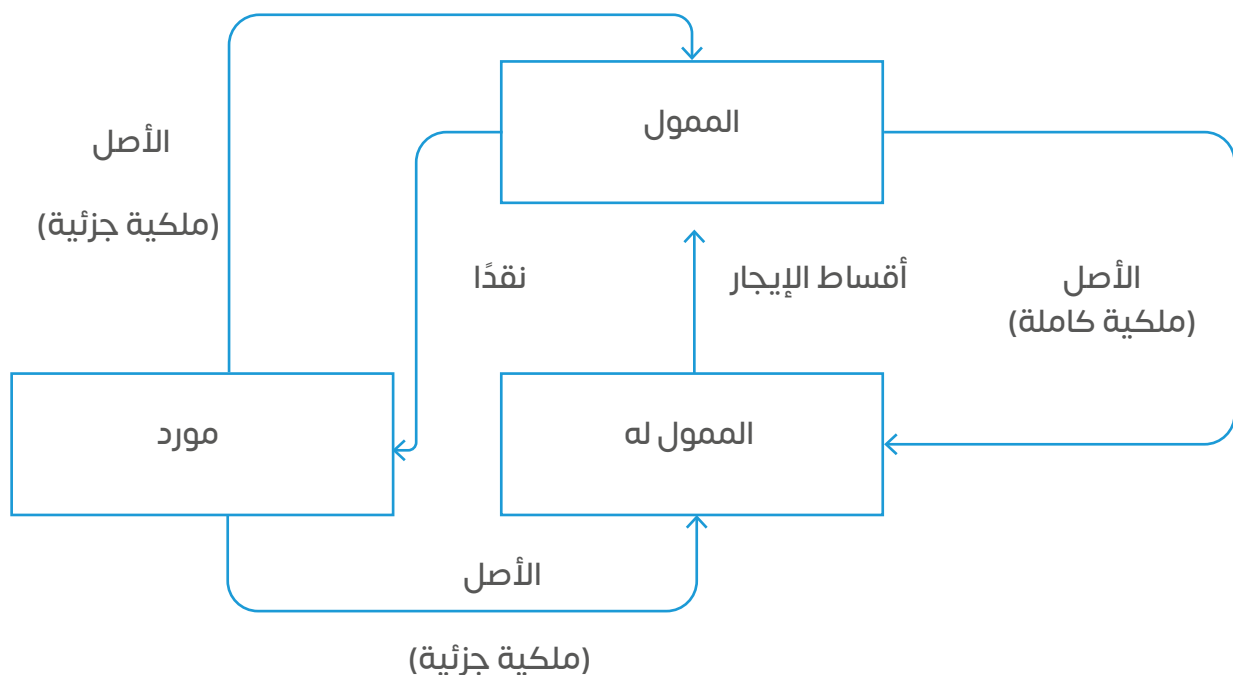 الممول
الأصل
(ملكية جزئية)
الأصل
(ملكية كاملة)
أقساط الإيجار
نقدًا
الممول له
مورد
الأصل
(ملكية جزئية)